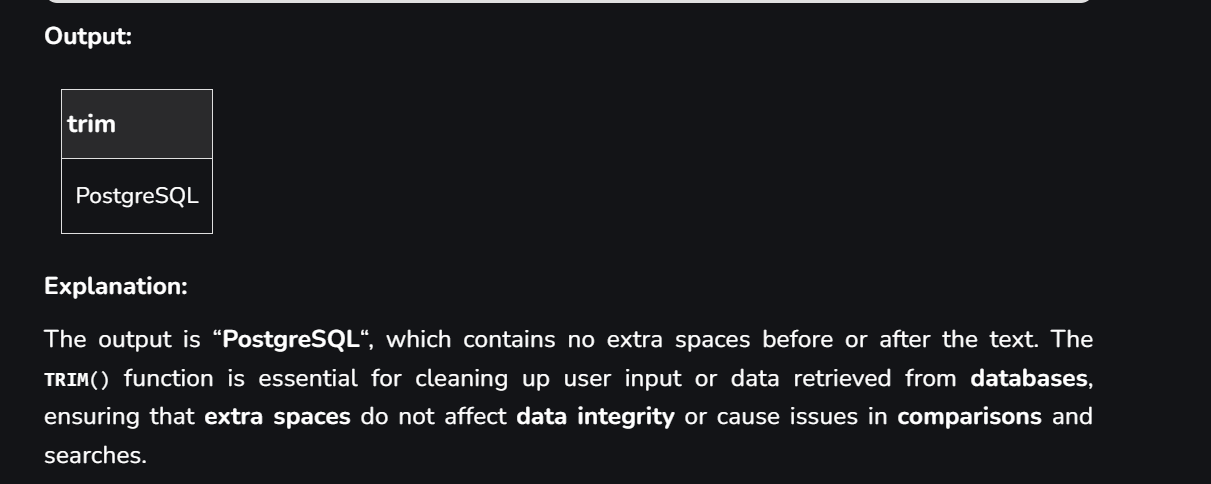 Output:
trim
PostgreSQL
Explanation:
The output is “PostgreSQL“, which contains no extra spaces before or after the text. The
TRIM() function is essential for cleaning up user input or data retrieved from databases,
ensuring that extra spaces do not affect data integrity or cause issues in comparisons and
searches.